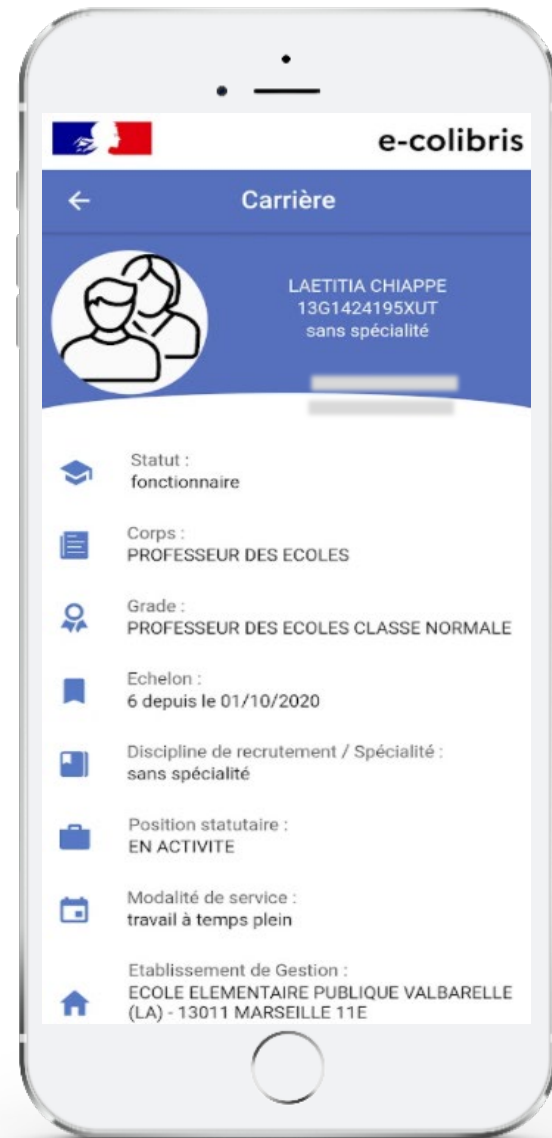 e-colibris
Carrière
LAETITIA CHIAPPE
13G1424195XUT
sans spécialité
Statut :
fonctionnaire
Corps :
PROFESSEUR DES ECOLES
Grade :
PROFESSEUR DES ECOLES CLASSE NORMALE
Echelon :
6 depuis le 01/10/2020
Discipline de recrutement / Spécialité :
sans spécialité
Position statutaire :
EN ACTIVITE
Modalité de service :
travail à temps plein
Etablissement de Gestion :
ECOLE ELEMENTAIRE PUBLIQUE VALBARELLE
(LA) - 13011 MARSEILLE 11E